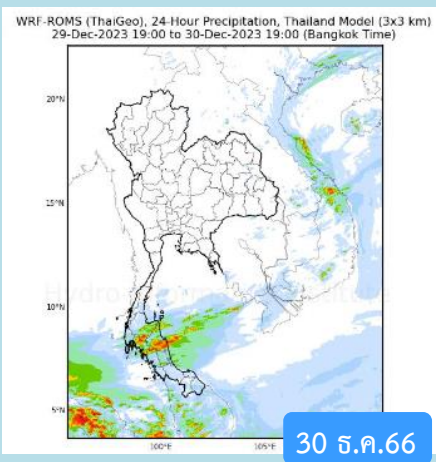 WRF-ROMS (ThaiGeo), 24-Hour Precipitation, Thailand Model (3x3 km)
29-Dec-2023 19:00 to 30-Dec-2023 19:00 (Bangkok Time)
20°N
15°N
10°N
5°N
100°E
105°E
30 ธ.ค.66